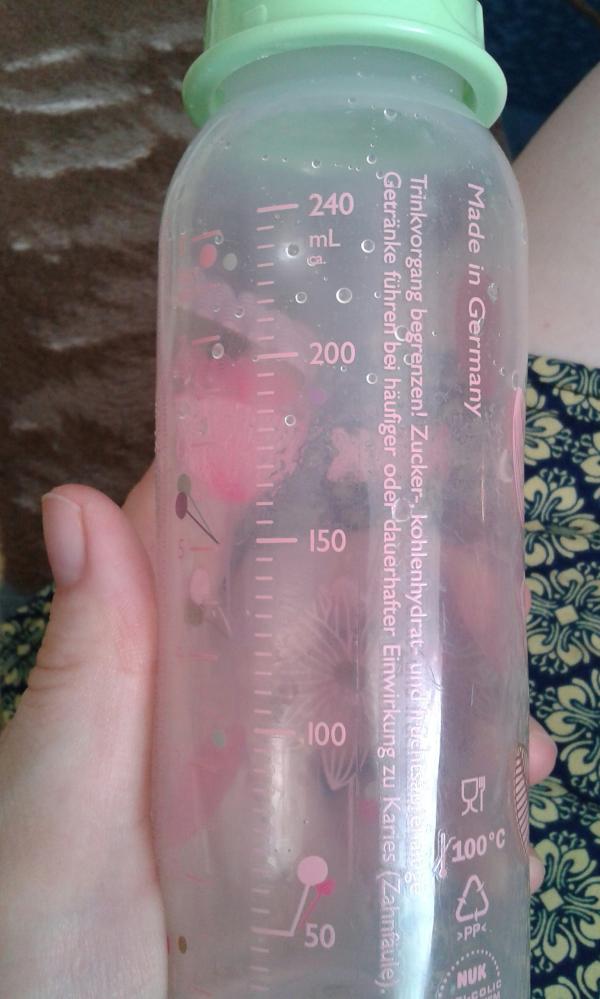 240
mL
200
150
100
50
5
Made in Germany
Trinkvorgang begrenzen! Zucker-, kohlenhydrat- und fruchtsäurehaltige
Getränke führen bei häufiger oder dauerhafter Einwirkung zu Karies (Zahnfäule).
100°C
>PP<
NUK